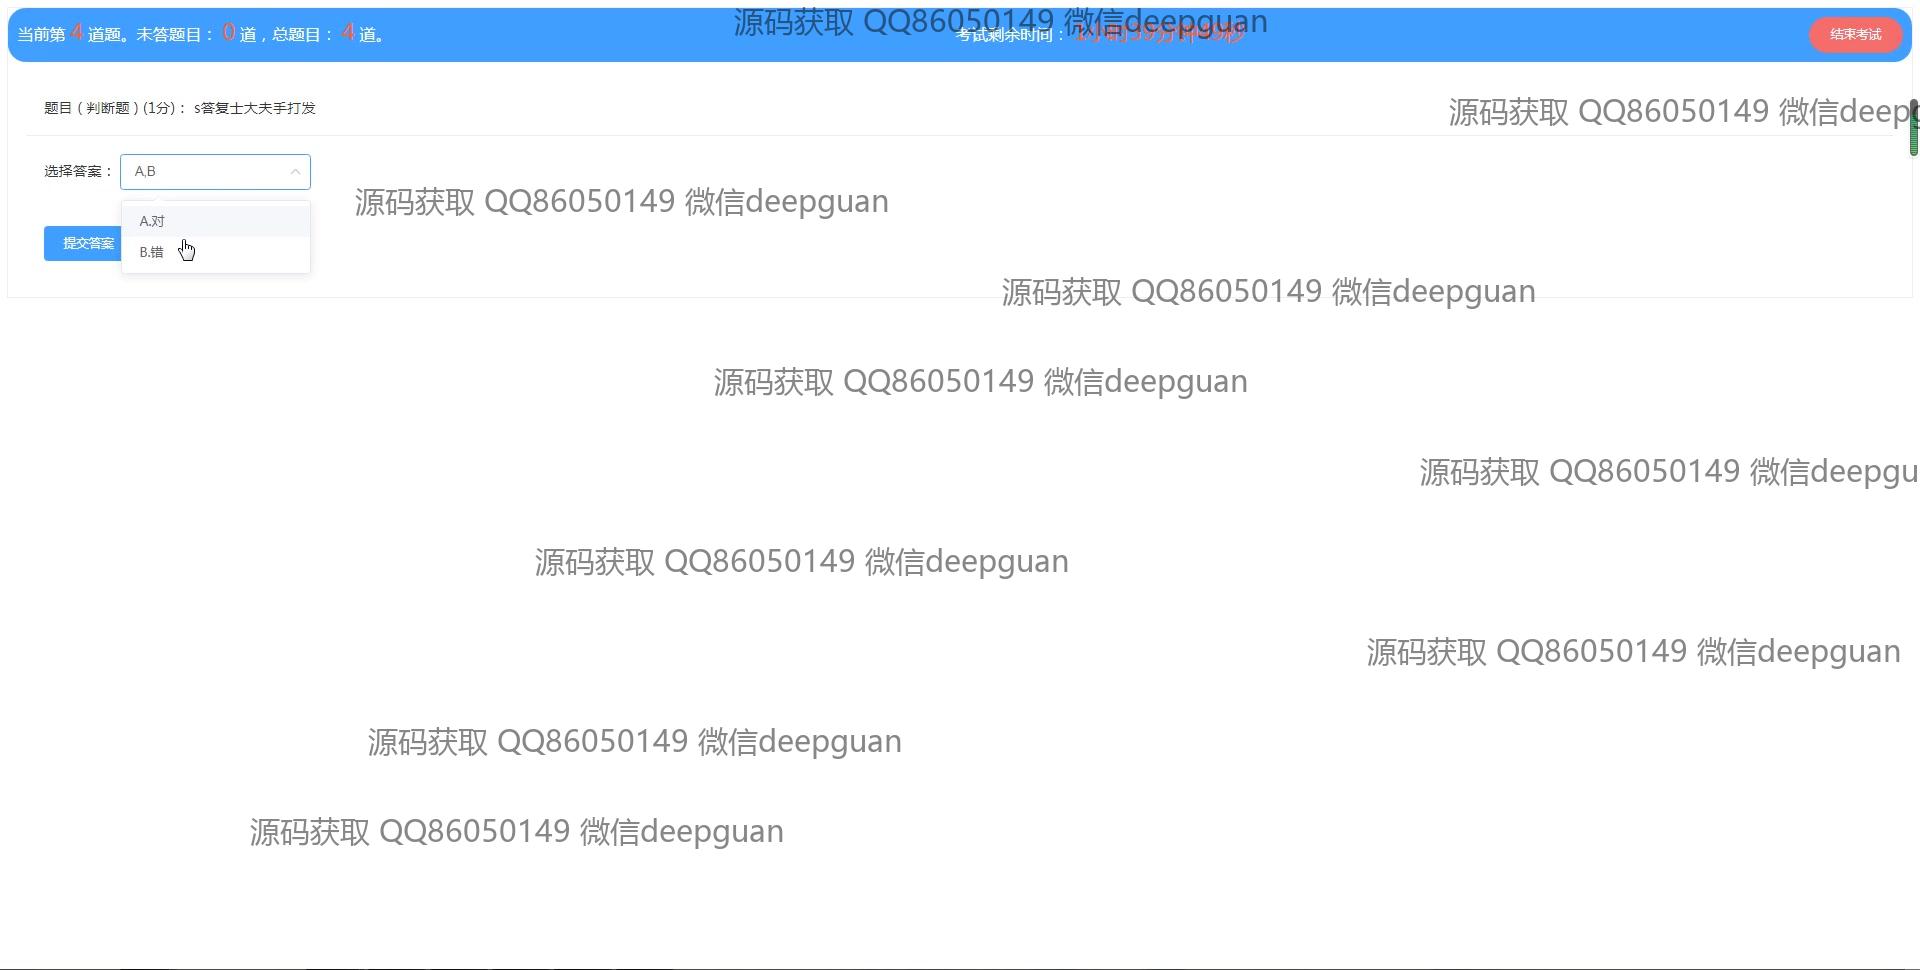 源码获取 QQ86050149 微信deepguan
当前第 4 道题。未答题目： 0 道，总题目： 4 道。
考试剩余时间：
结束考试
题目（判断题）(1分)： s答复士大夫手打发
源码获取 QQ86050149 微信deepg
选择答案：
A,B
源码获取 QQ86050149 微信deepguan
A.对
提交答案
B.错
源码获取 QQ86050149 微信deepguan
源码获取 QQ86050149 微信deepguan
源码获取 QQ86050149 微信deepgu
源码获取 QQ86050149 微信deepguan
源码获取 QQ86050149 微信deepguan
源码获取 QQ86050149 微信deepguan
源码获取 QQ86050149 微信deepguan